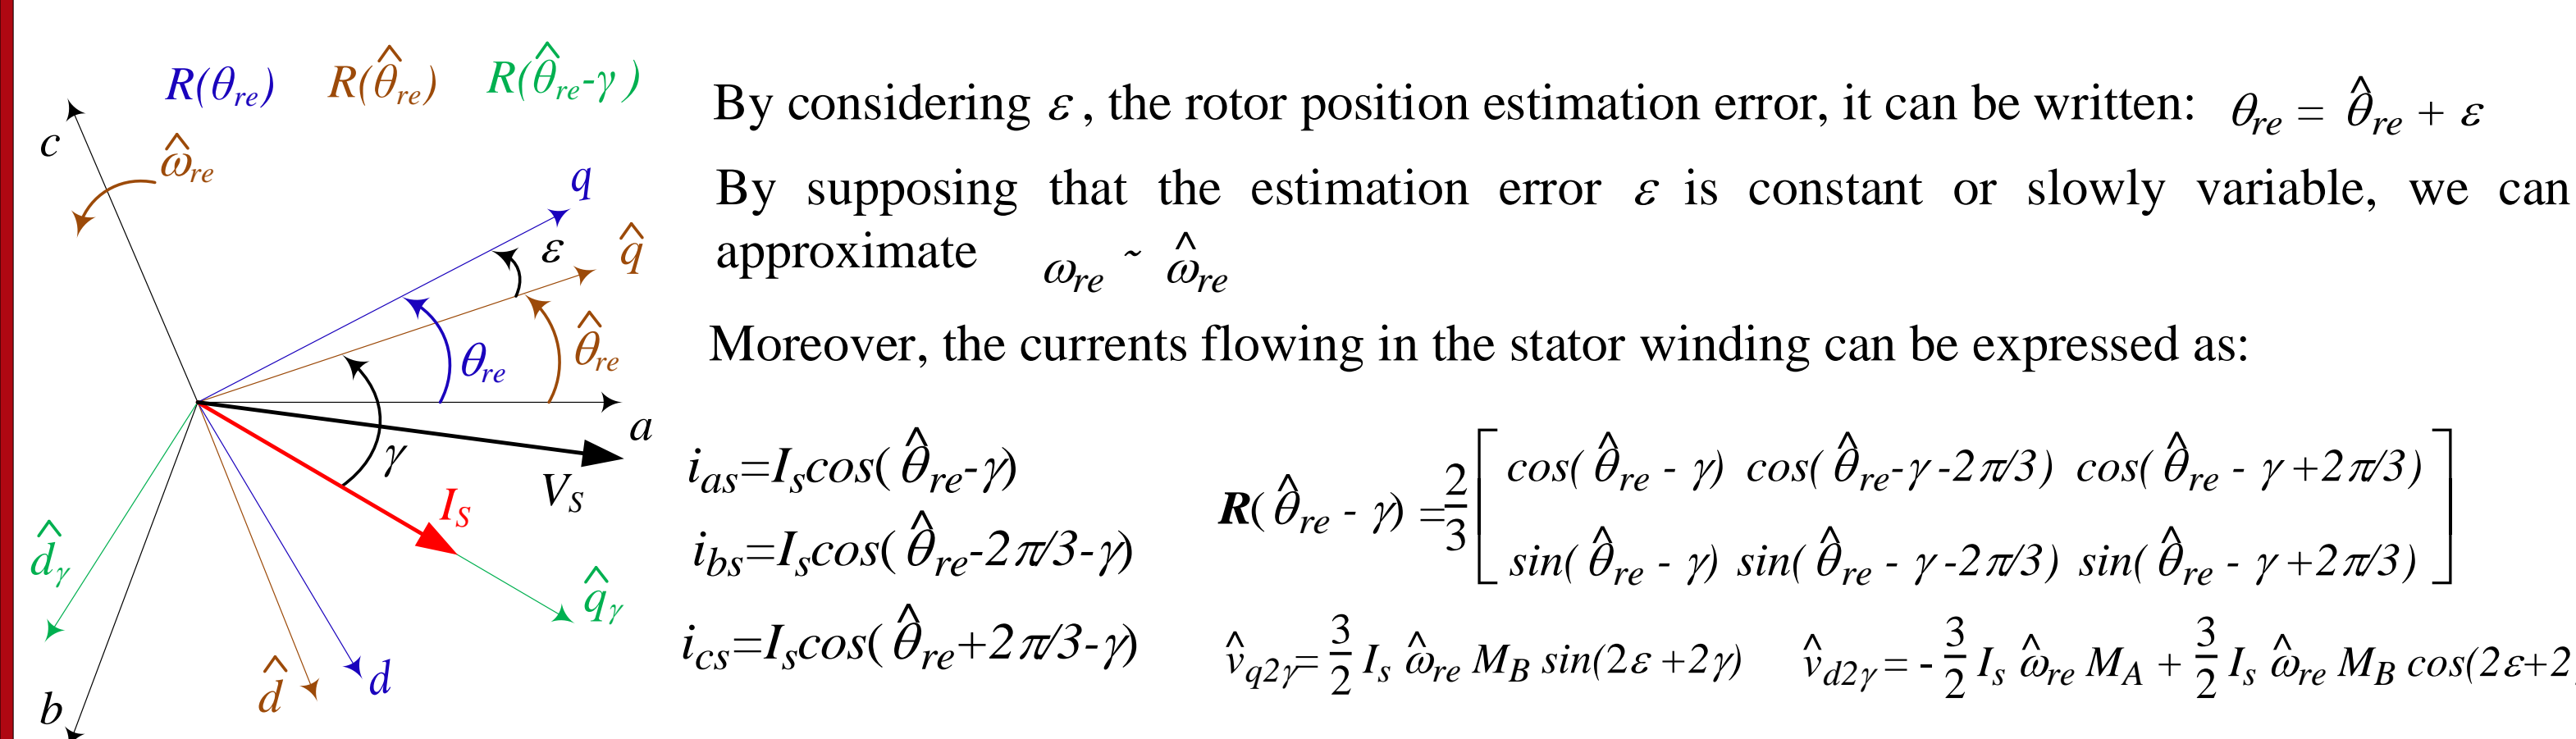 R(θre) R(θ̂re) R(θ̂re-γ)
c
ω̂re
q
q̂
ε
θre
θ̂re
a
γ
VS
IS
d̂γ
q̂γ
d̂
d
b
By considering ε , the rotor position estimation error, it can be written: θre = θ̂re + ε
By supposing that the estimation error ε is constant or slowly variable, we can
approximate ωre ~ ω̂re
Moreover, the currents flowing in the stator winding can be expressed as:
ias=Iscos( θ̂re-γ)
ibs=Iscos( θ̂re-2π/3-γ)
ics=Iscos( θ̂re+2π/3-γ)
R( θ̂re - γ) =2/3 [ cos( θ̂re - γ) cos( θ̂re-γ -2π/3) cos( θ̂re - γ +2π/3)
sin( θ̂re - γ) sin( θ̂re - γ -2π/3) sin( θ̂re - γ +2π/3) ]
v̂q2γ= 3/2 Is ω̂re MB sin(2ε +2γ) v̂d2γ = - 3/2 Is ω̂re MA + 3/2 Is ω̂re MB cos(2ε+2